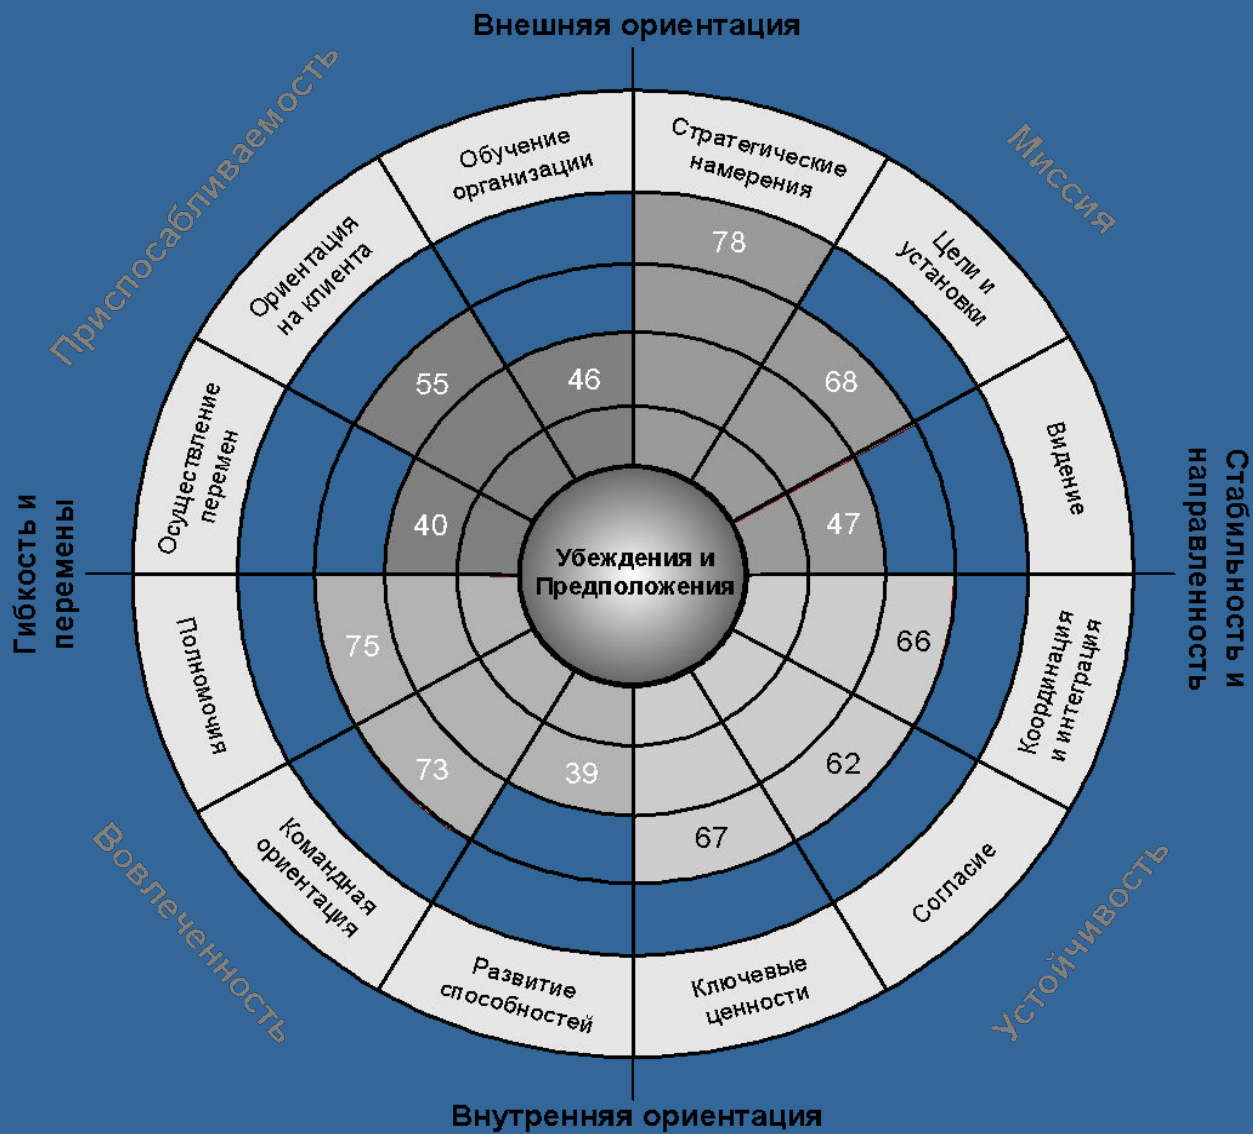 Внешняя ориентация
Приспосабливаемость
Миссия
Обучение
организации
Стратегические
намерения
Ориентация
на клиента
Цели и
установки
78
55
46
68
Осуществление
перемен
Видение
40
47
Гибкость и
перемены
Убеждения и
Предположения
Стабильность и
направленность
Полномочия
75
66
Координация
и интеграция
73
39
62
67
Командная
ориентация
Согласие
Вовлеченность
Устойчивость
Развитие
способностей
Ключевые
ценности
Внутренняя ориентация